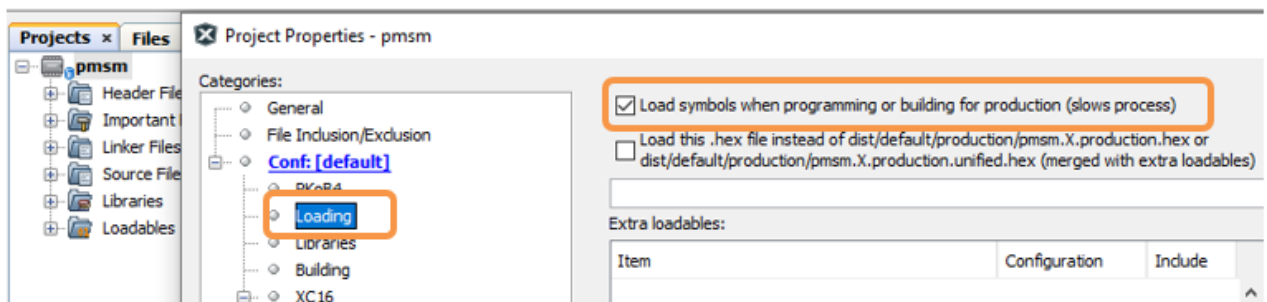 Projects × Files
Project Properties - pmsm
pmsm
Header File
Important
Linker Files
Source File
Libraries
Loadables
Categories:
General
File Inclusion/Exclusion
Conf: [default]
PKoB4
Loading
Libraries
Building
XC16
Load symbols when programming or building for production (slows process)
Load this .hex file instead of dist/default/production/pmsm.X.production.hex or
dist/default/production/pmsm.X.production.unified.hex (merged with extra loadables)
Extra loadables:
Item Configuration Include